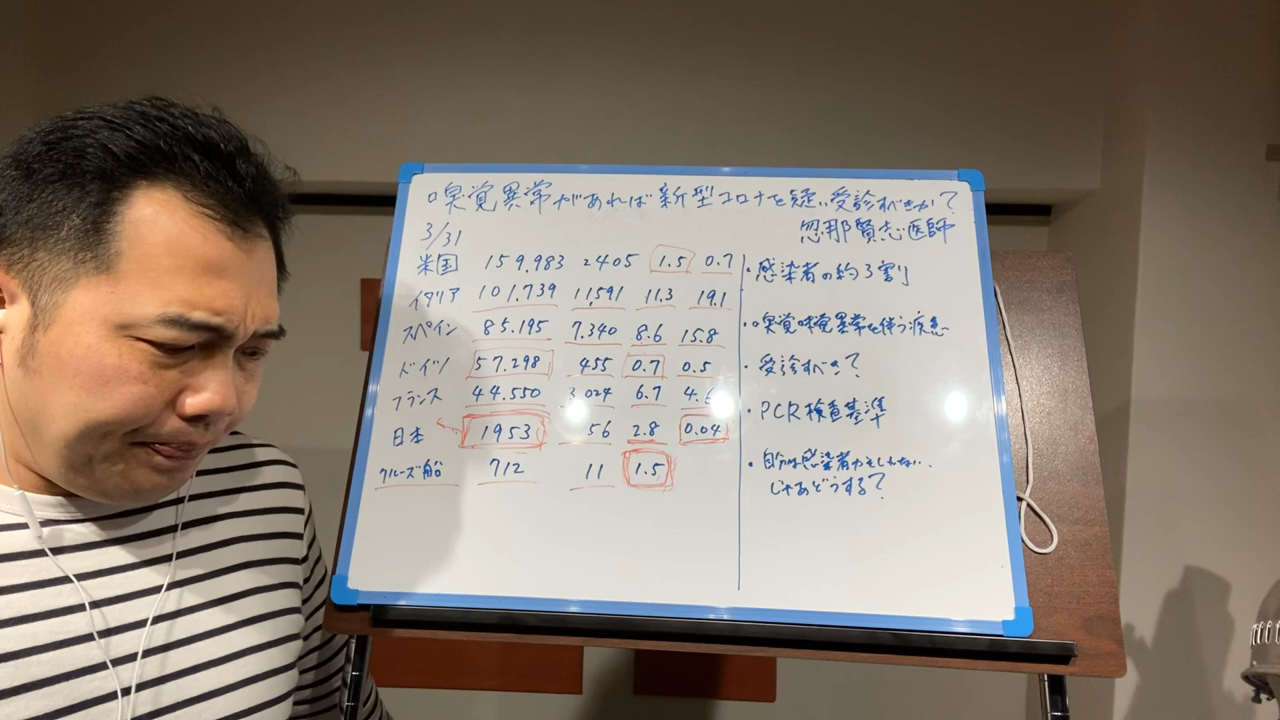 嗅覚異常があれば新型コロナを疑い受診すべきか?
忽那賢志医師
3/31
米国 159.983 2405 1.5 0.7
イタリア 101.739 11,591 11.3 19.1
スペイン 85.195 7.340 8.6 15.8
ドイツ 57.298 455 0.7 0.5
フランス 44.550 3024 6.7 4.6
日本 1953 56 2.8 0.04
クルーズ船 712 11 1.5
・感染者の約3割
・嗅覚味覚異常を伴う疾患
・受診すべき?
・PCR検査基準
・自分は感染者かもしれない、
じゃあどうする?